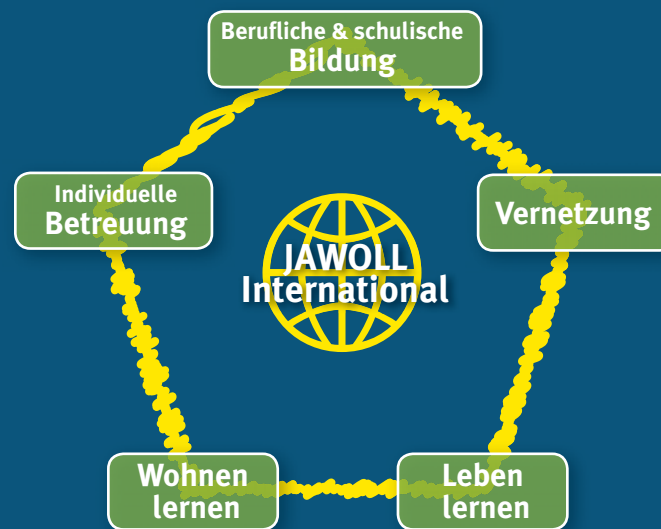 Berufliche & schulische
Bildung
Individuelle
Betreuung
Vernetzung
JAWOLL
International
Wohnen
lernen
Leben
lernen